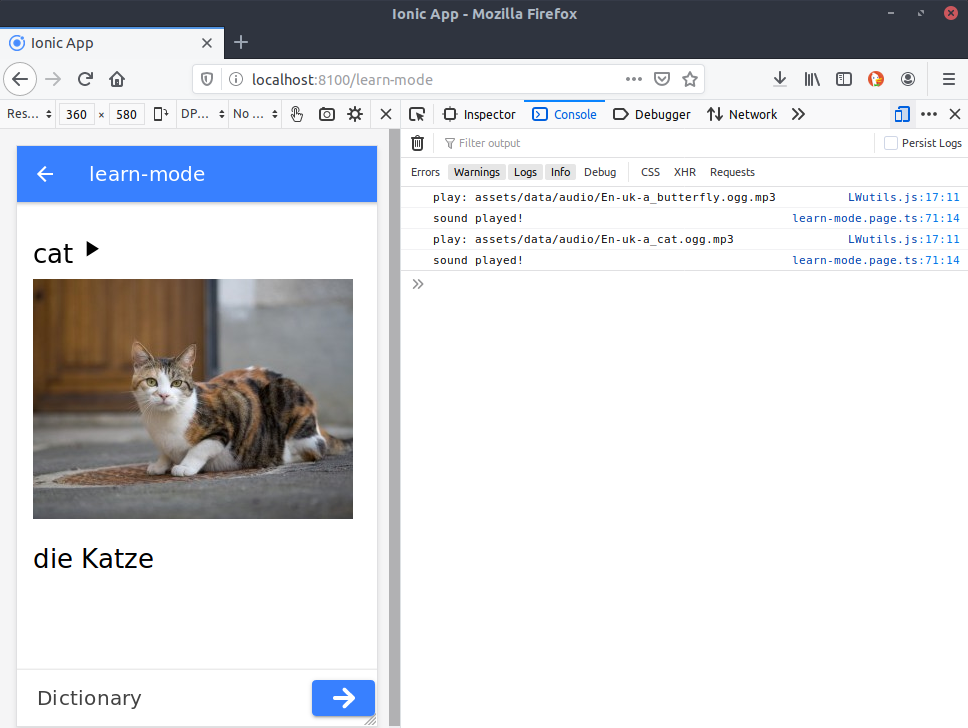 Ionic App - Mozilla Firefox
Ionic App
localhost:8100/learn-mode
Res... 360 × 580 DP... No ...
Inspector Console Debugger Network
Filter output Persist Logs
Errors Warnings Logs Info Debug CSS XHR Requests
play: assets/data/audio/En-uk-a_butterfly.ogg.mp3 LWutils.js:17:11
sound played! learn-mode.page.ts:71:14
play: assets/data/audio/En-uk-a_cat.ogg.mp3 LWutils.js:17:11
sound played! learn-mode.page.ts:71:14
learn-mode
cat
die Katze
Dictionary